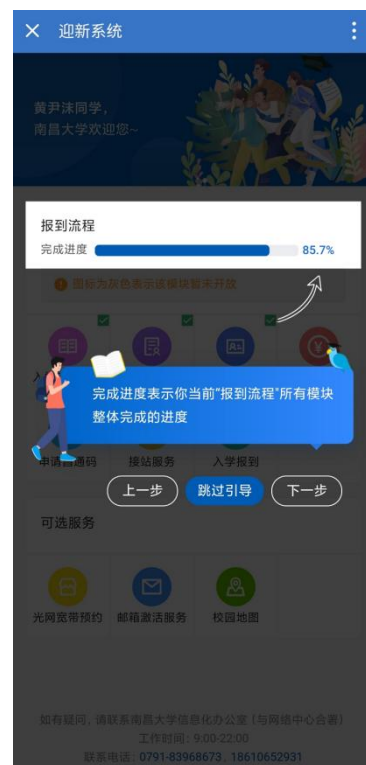 迎新系统
黄尹沫同学，
南昌大学欢迎您~
报到流程
完成进度 85.7%
图标为灰色表示该模块暂未开放
完成进度表示你当前“报到流程”所有模块
整体完成的进度
接站服务 入学报到
上一步 跳过引导 下一步
可选服务
光网宽带预约 邮箱激活服务 校园地图
如有疑问，请联系南昌大学信息化办公室（与网络中心合署）
工作时间：9:00-22:00
联系电话：0791-83968673，18610652931